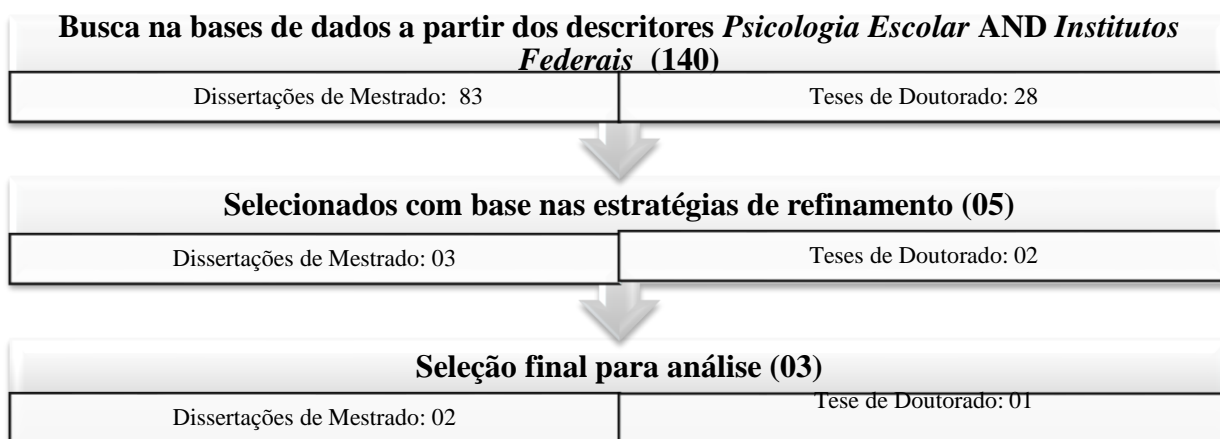 Busca na bases de dados a partir dos descritores Psicologia Escolar AND Institutos
Federais (140)
Dissertações de Mestrado: 83
Teses de Doutorado: 28
Selecionados com base nas estratégias de refinamento (05)
Dissertações de Mestrado: 03
Teses de Doutorado: 02
Seleção final para análise (03)
Dissertações de Mestrado: 02
Tese de Doutorado: 01